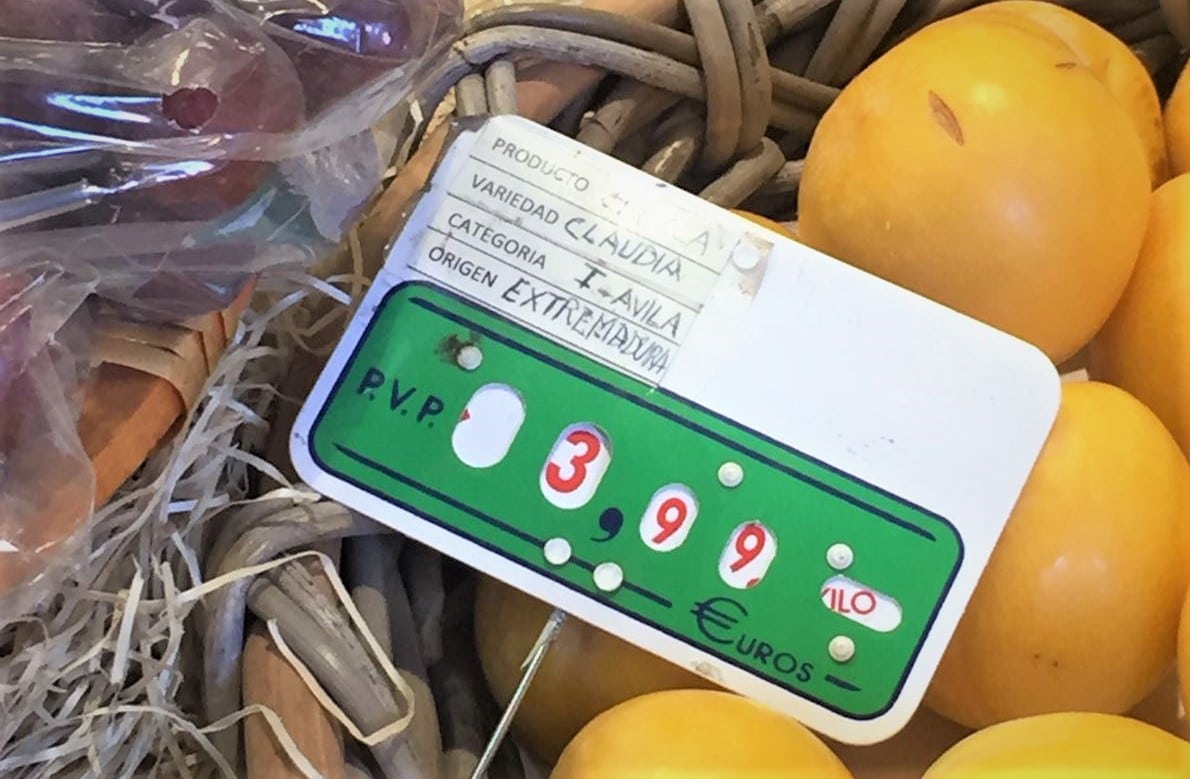 PRODUCTO
VARIEDAD CLAUDIA
CATEGORIA I - AVILA
ORIGEN EXTREMADURA
P.V.P. 3,99 ILO
€UROS